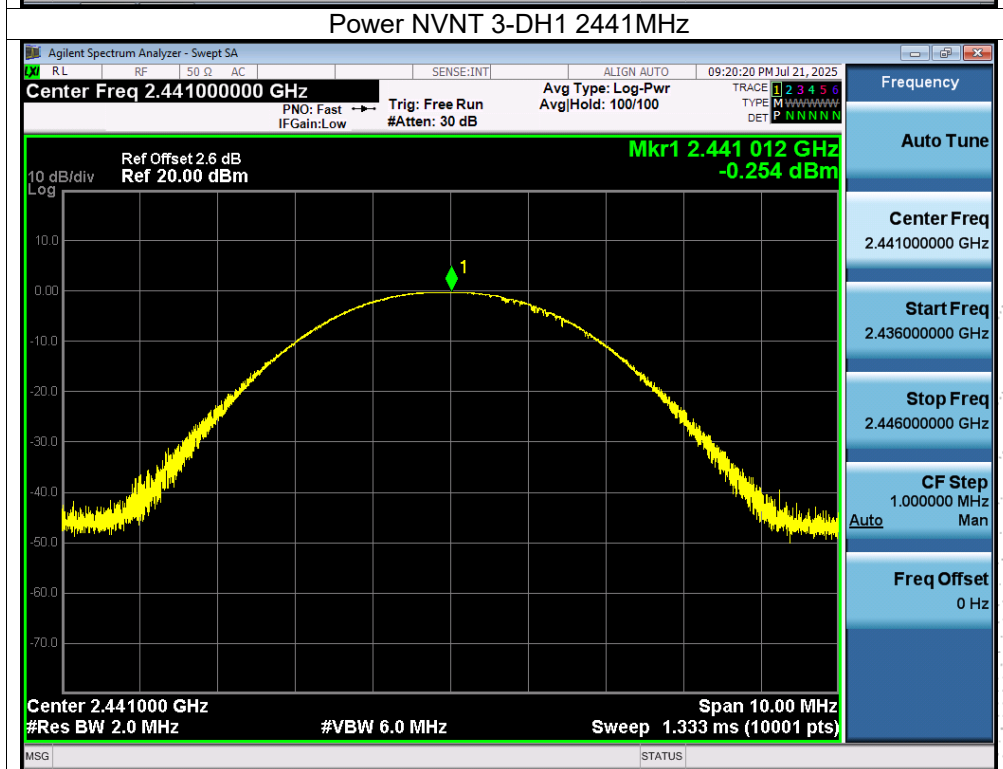 Power NVNT 3-DH1 2441MHz
Agilent Spectrum Analyzer - Swept SA
LXI RL RF 50 Ω AC SENSE:INT ALIGN AUTO 09:20:20 PM Jul 21, 2025
Center Freq 2.441000000 GHz
PNO: Fast
IFGain:Low
Trig: Free Run
#Atten: 30 dB
Avg Type: Log-Pwr
Avg|Hold: 100/100
TRACE 1 2 3 4 5 6
TYPE M WWWWW
DET P N N N N N
Ref Offset 2.6 dB
Ref 20.00 dBm
10 dB/div
Log
Mkr1 2.441 012 GHz
-0.254 dBm
10.0
0.00
-10.0
-20.0
-30.0
-40.0
-50.0
-60.0
-70.0
1
Center 2.441000 GHz
#Res BW 2.0 MHz
#VBW 6.0 MHz
Span 10.00 MHz
Sweep 1.333 ms (10001 pts)
MSG
STATUS
Frequency
Auto Tune
Center Freq
2.441000000 GHz
Start Freq
2.436000000 GHz
Stop Freq
2.446000000 GHz
CF Step
1.000000 MHz
Auto Man
Freq Offset
0 Hz